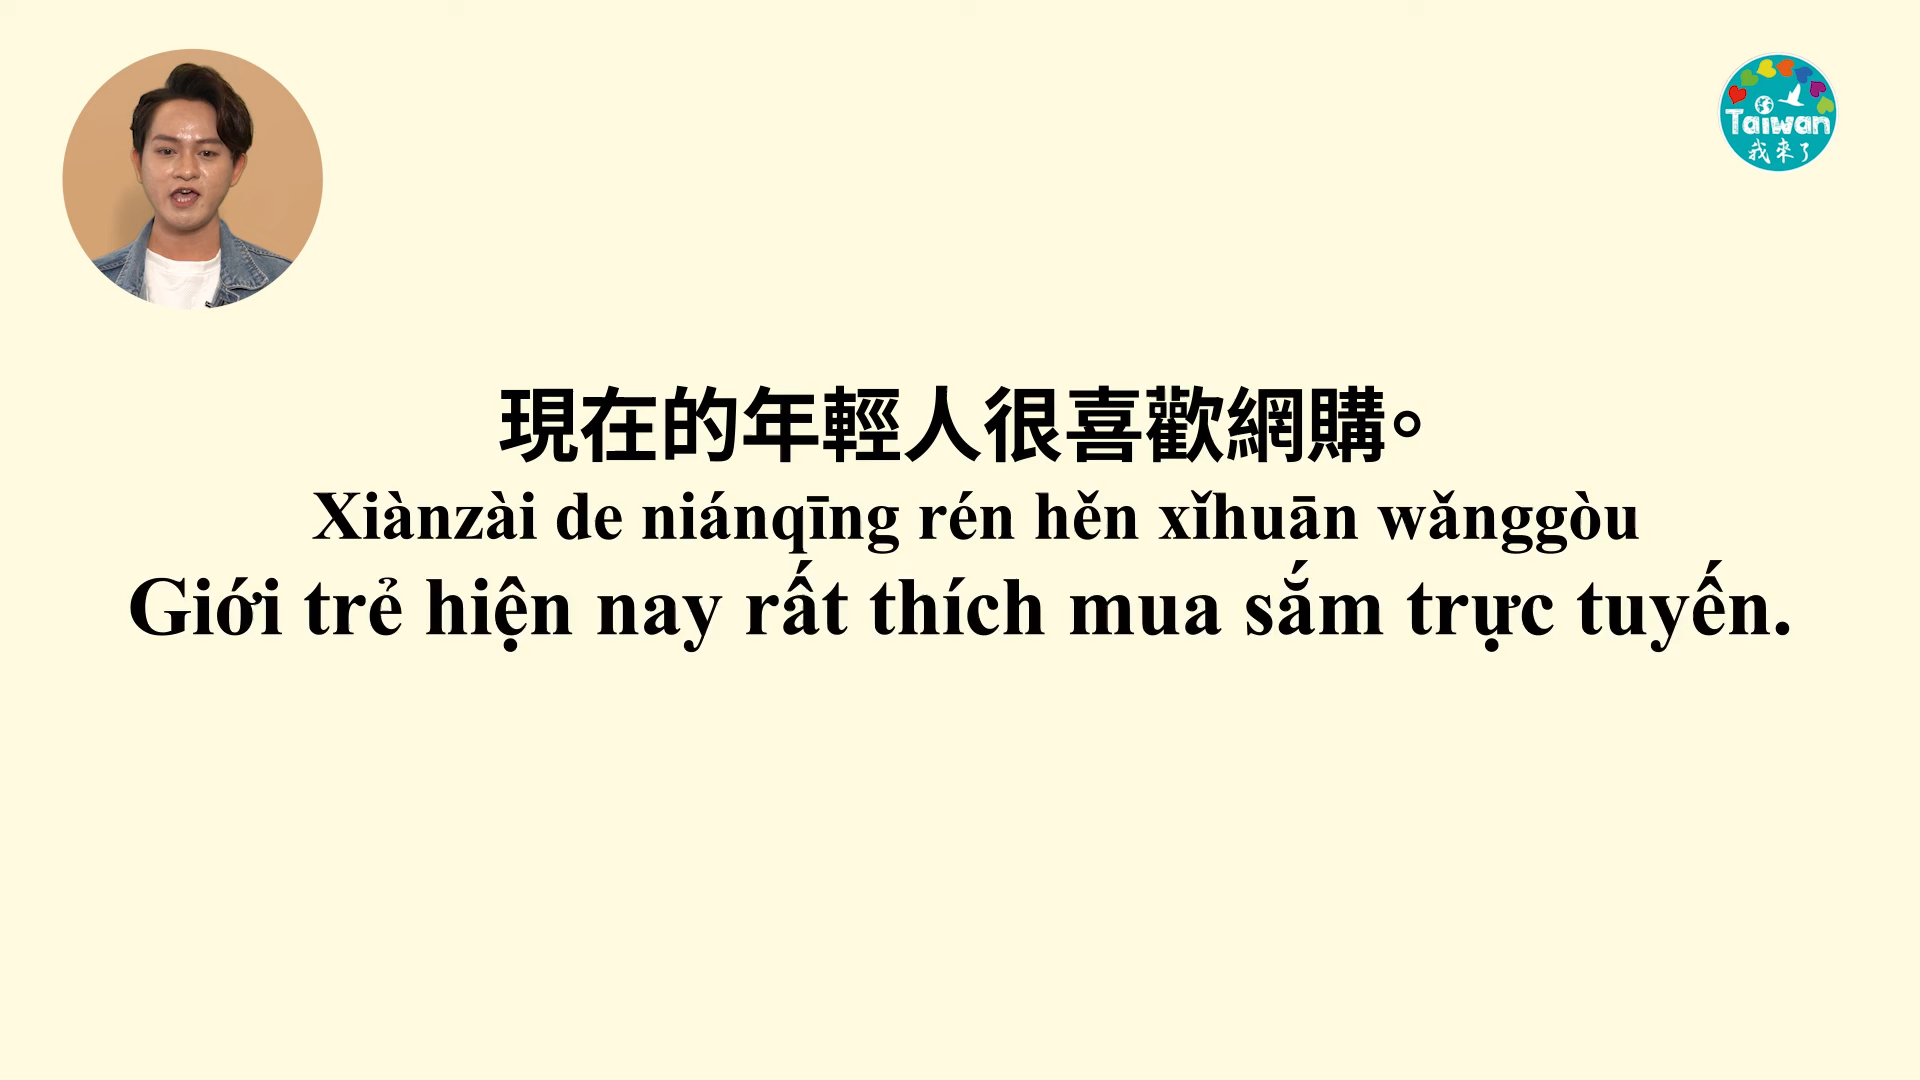 Taiwan
我來了
現在的年輕人很喜歡網購。
Xiànzài de niánqīng rén hěn xǐhuān wǎnggòu
Giới trẻ hiện nay rất thích mua sắm trực tuyến.